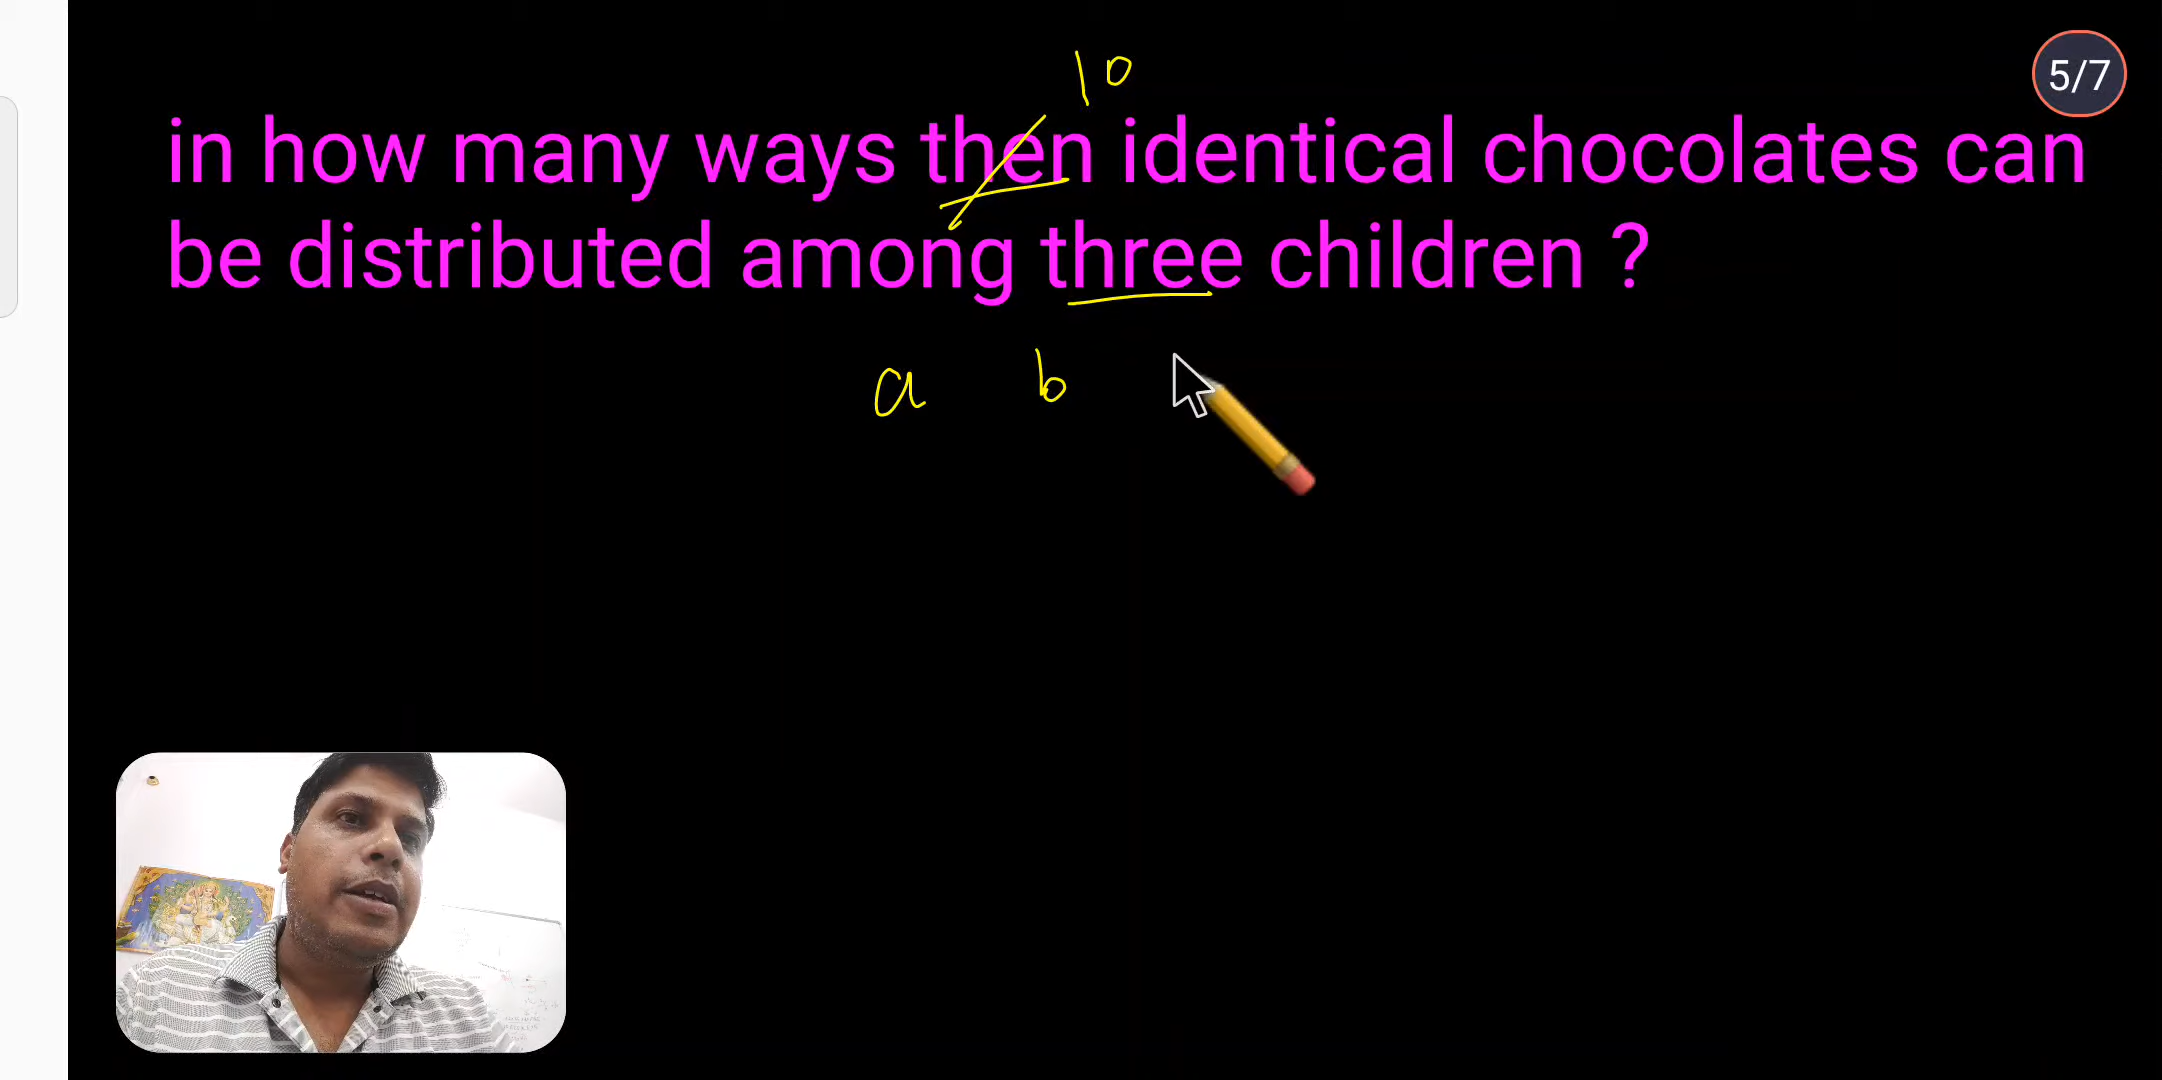 10
5/7
in how many ways then identical chocolates can
be distributed among three children ?
a b